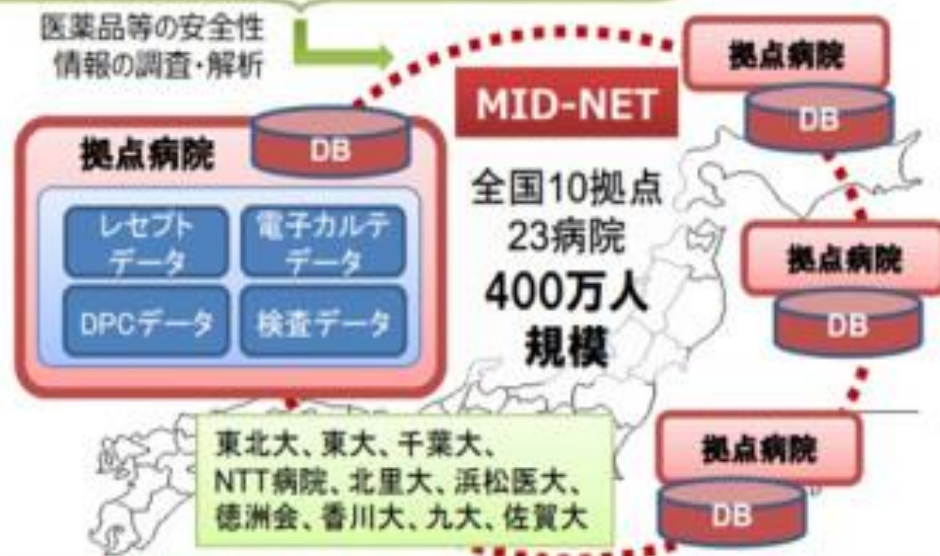 医薬品等の安全性
情報の調査・解析
MID-NET
拠点病院
DB
拠点病院
DB
レセプト
データ
電子カルテ
データ
DPCデータ
検査データ
全国10拠点
23病院
400万人
規模
拠点病院
DB
東北大、東大、千葉大、
NTT病院、北里大、浜松医大、
徳洲会、香川大、九大、佐賀大
拠点病院
DB